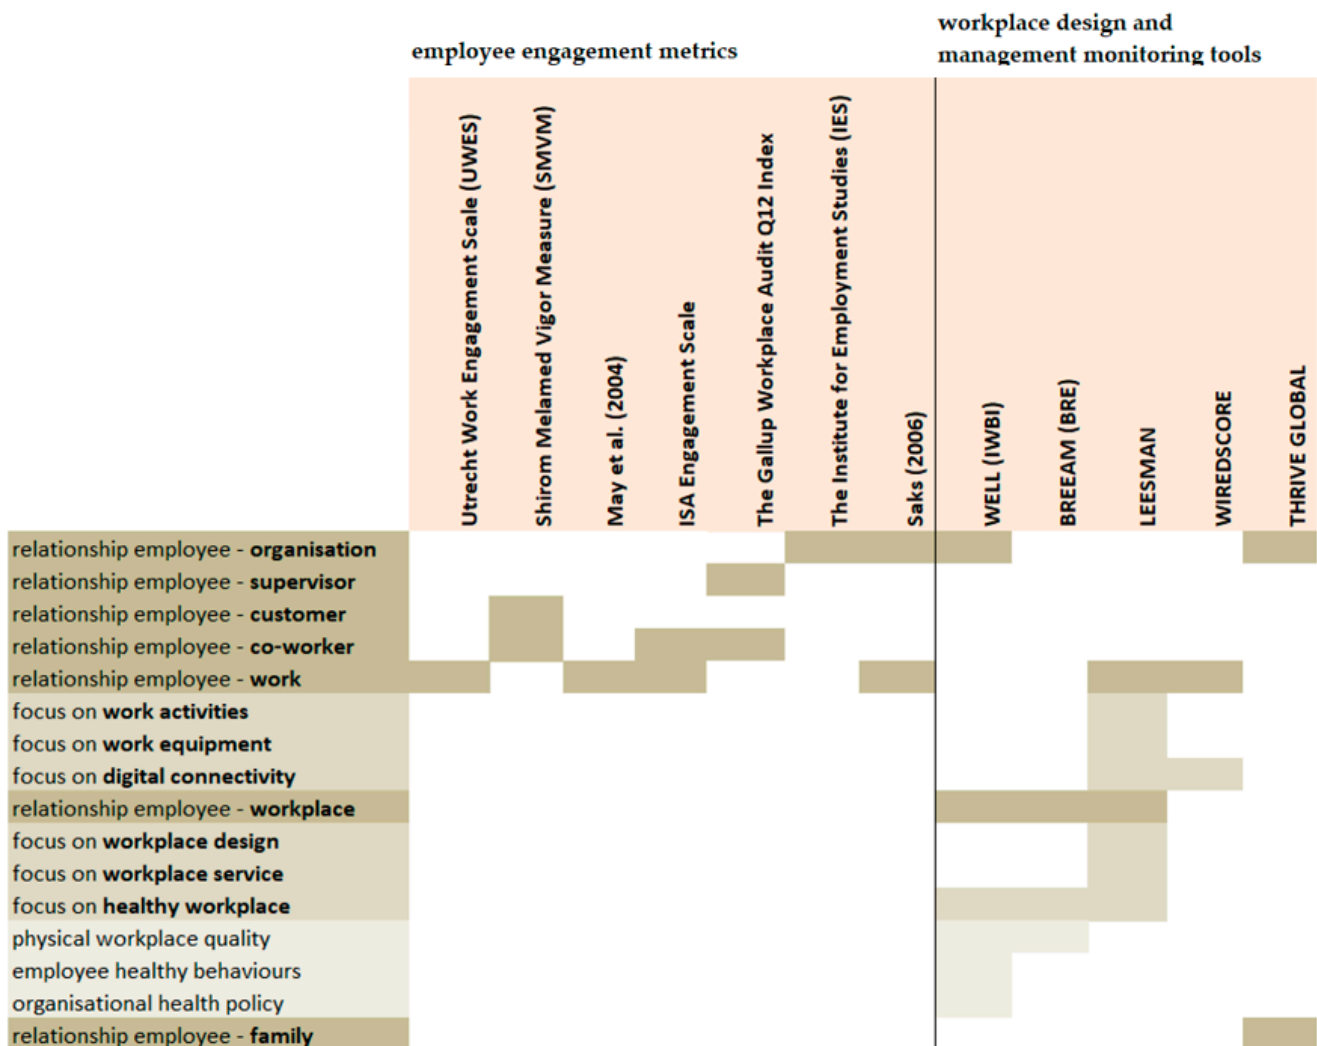 employee engagement metrics
workplace design and
management monitoring tools
Utrecht Work Engagement Scale (UWES)
Shirom Melamed Vigor Measure (SMVM)
May et al. (2004)
ISA Engagement Scale
The Gallup Workplace Audit Q12 Index
The Institute for Employment Studies (IES)
Saks (2006)
WELL (IWBI)
BREEAM (BRE)
LEESMAN
WIREDSCORE
THRIVE GLOBAL
relationship employee - organisation
relationship employee - supervisor
relationship employee - customer
relationship employee - co-worker
relationship employee - work
focus on work activities
focus on work equipment
focus on digital connectivity
relationship employee - workplace
focus on workplace design
focus on workplace service
focus on healthy workplace
physical workplace quality
employee healthy behaviours
organisational health policy
relationship employee - family